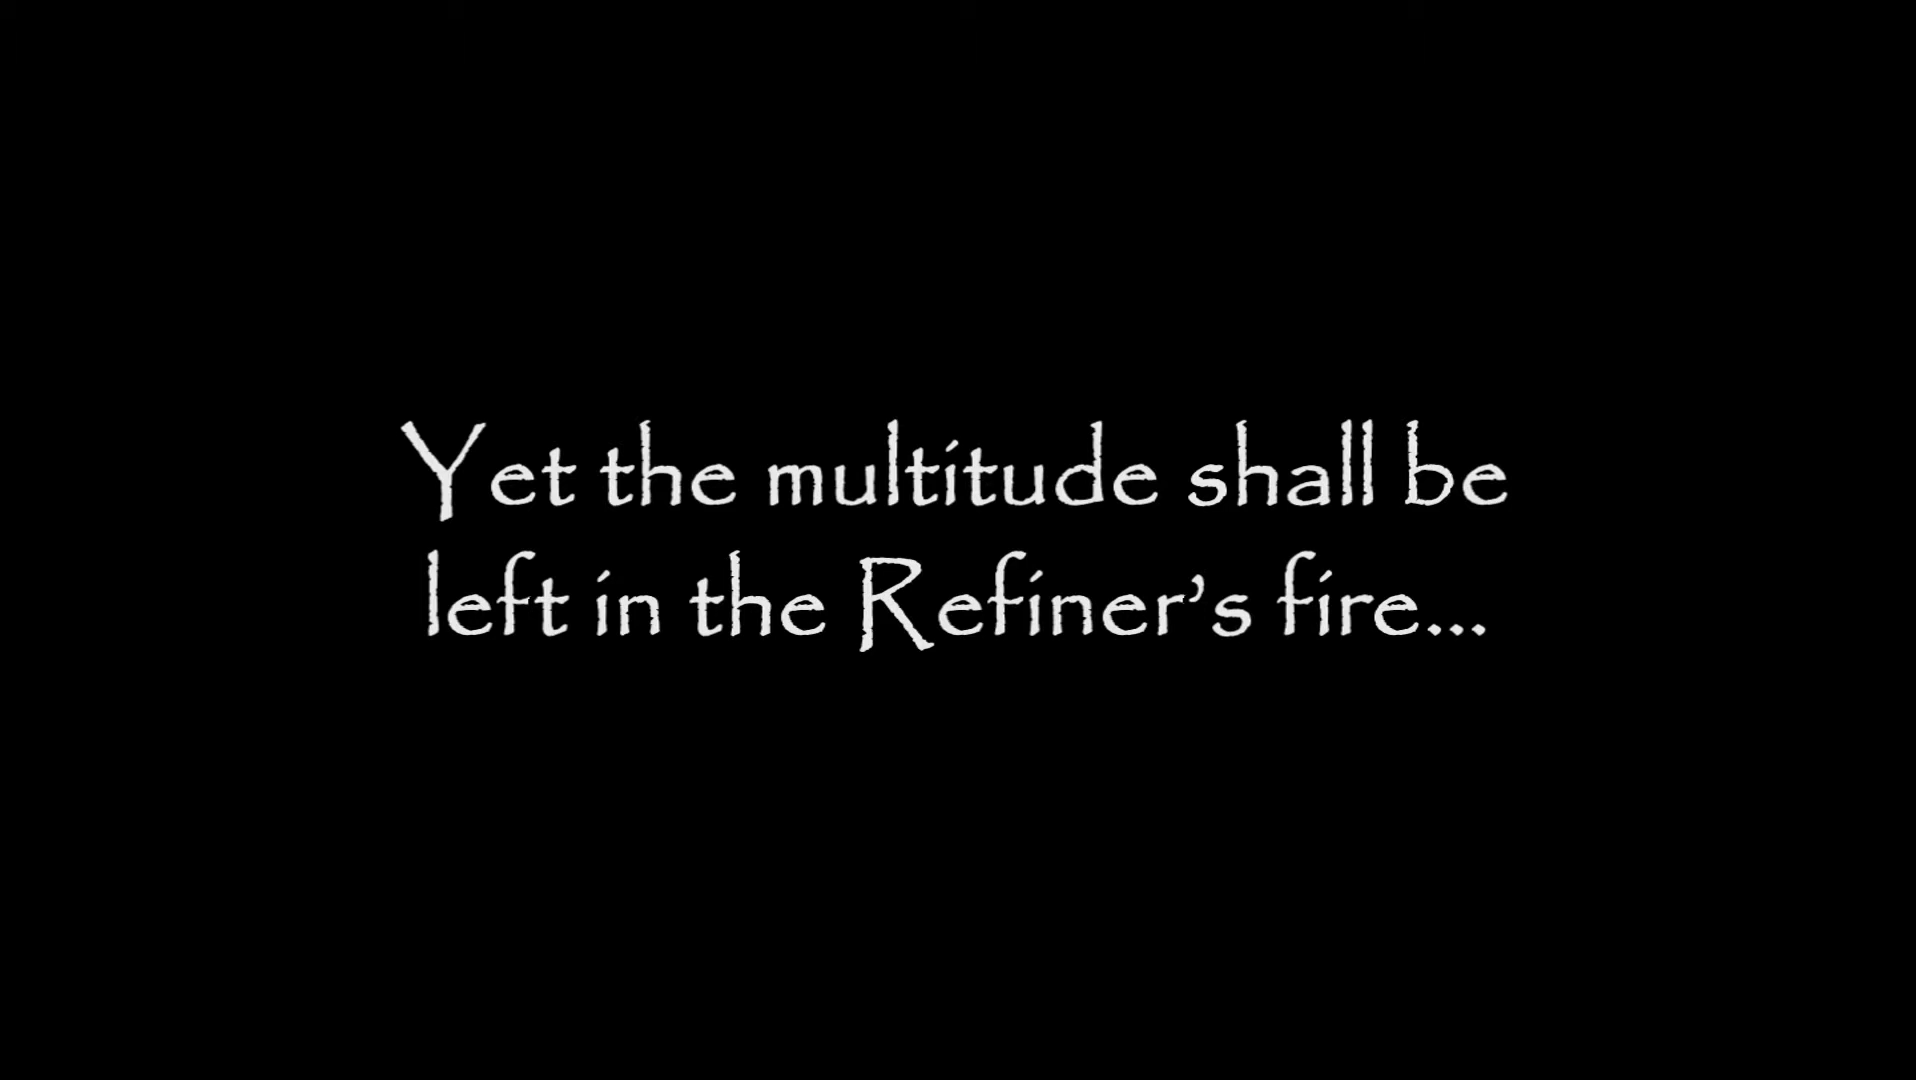 Yet the multitude shall be
left in the Refiner’s fire...